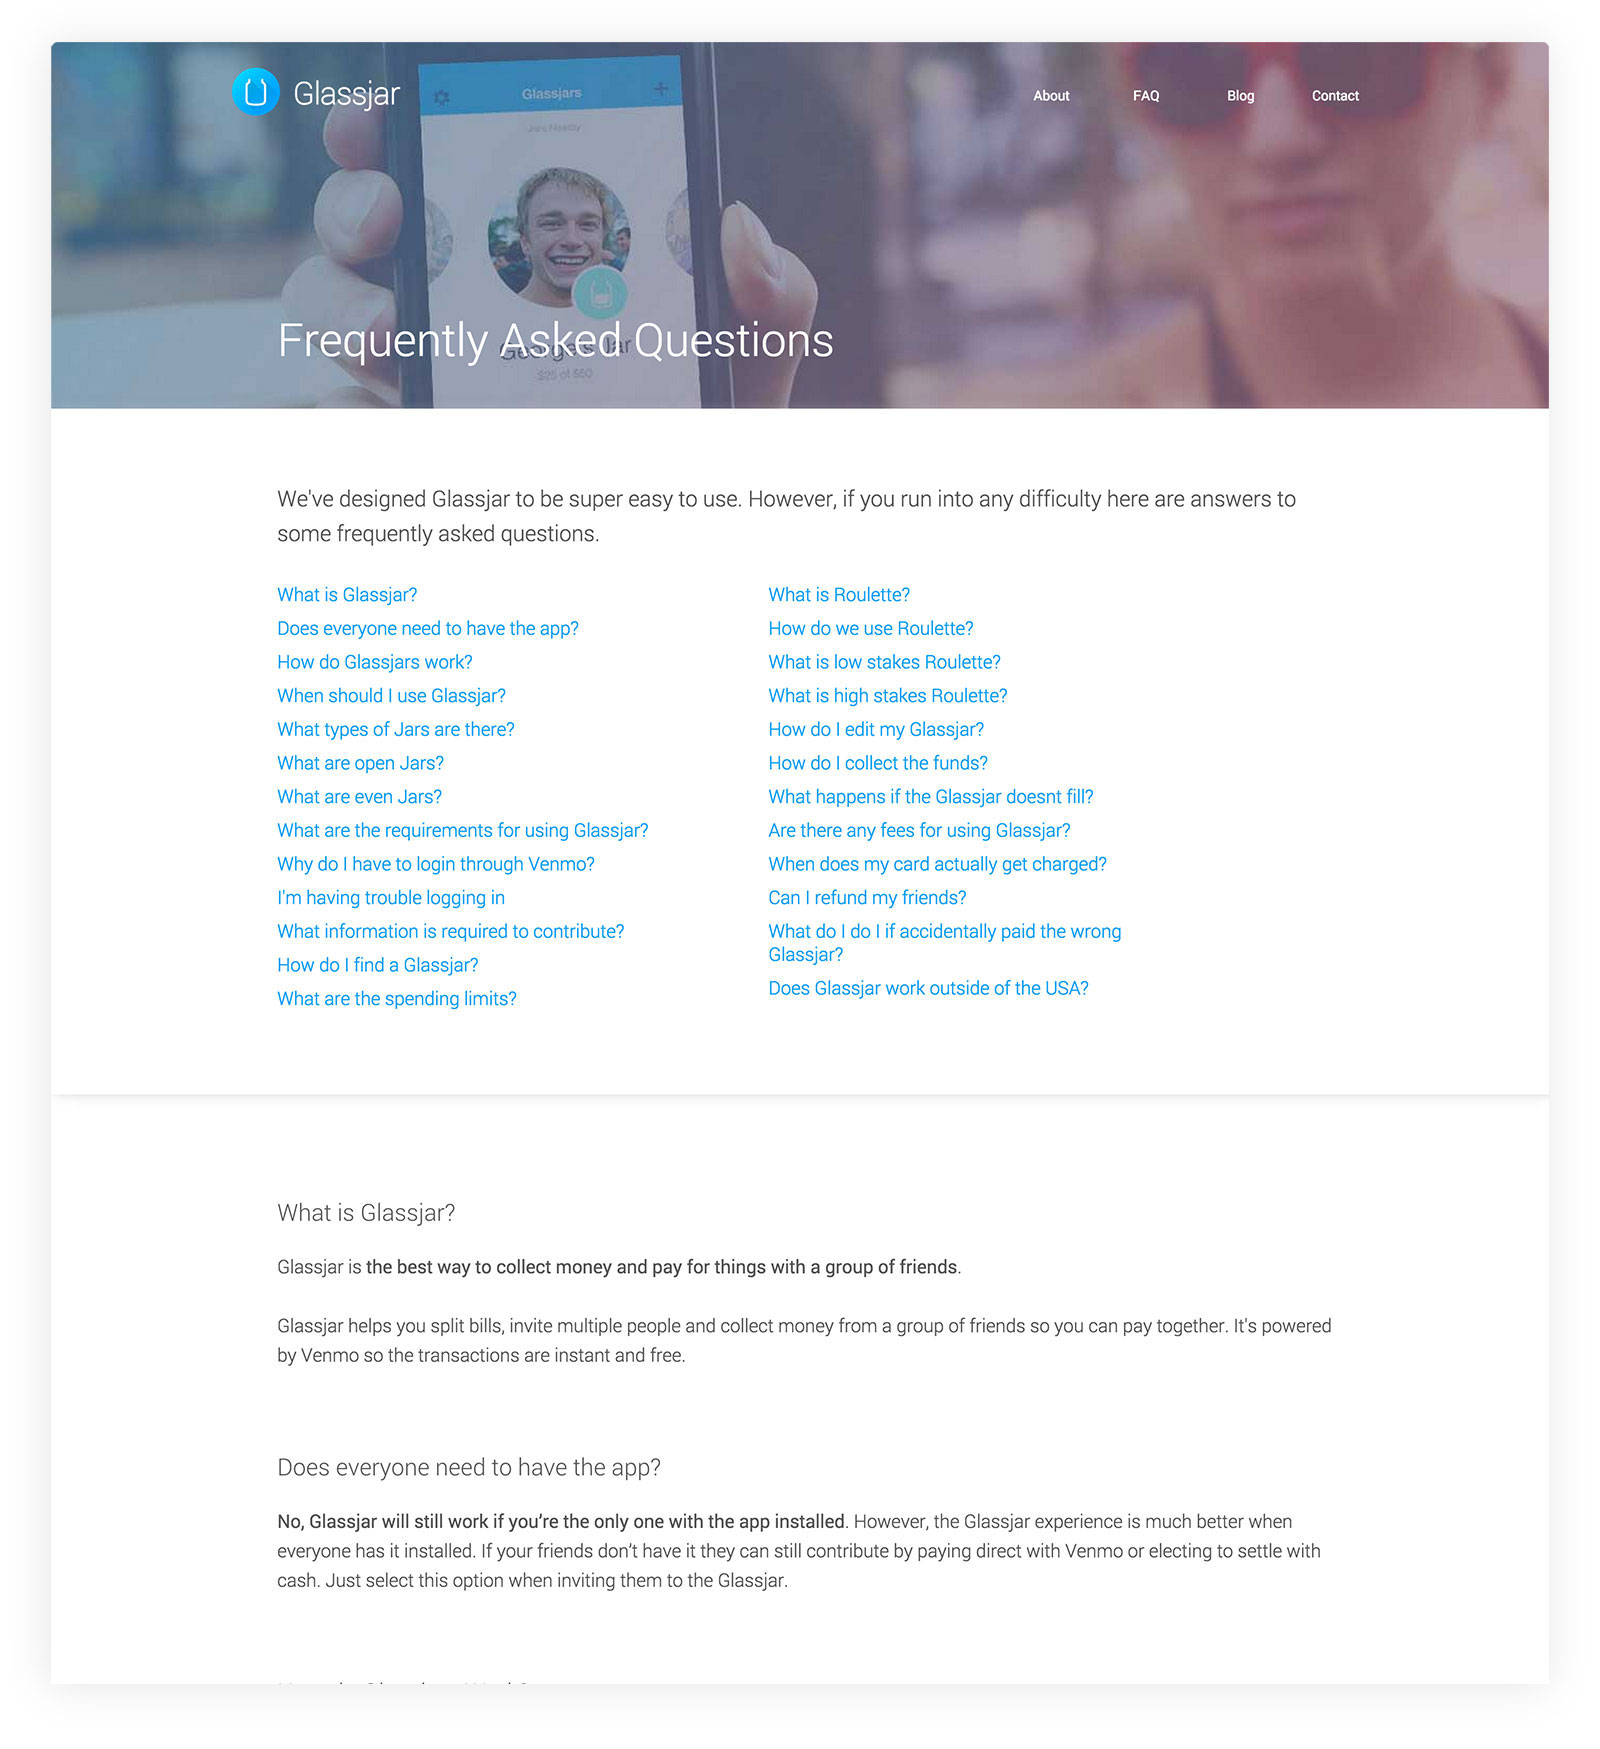 Glassjar
About
FAQ
Blog
Contact
Glassjars
Jars Nearby
Frequently Asked Questions
George's Jar
$25 of $50
We've designed Glassjar to be super easy to use. However, if you run into any difficulty here are answers to
some frequently asked questions.
What is Glassjar?
Does everyone need to have the app?
How do Glassjars work?
When should I use Glassjar?
What types of Jars are there?
What are open Jars?
What are even Jars?
What are the requirements for using Glassjar?
Why do I have to login through Venmo?
I'm having trouble logging in
What information is required to contribute?
How do I find a Glassjar?
What are the spending limits?
What is Roulette?
How do we use Roulette?
What is low stakes Roulette?
What is high stakes Roulette?
How do I edit my Glassjar?
How do I collect the funds?
What happens if the Glassjar doesnt fill?
Are there any fees for using Glassjar?
When does my card actually get charged?
Can I refund my friends?
What do I do I if accidentally paid the wrong
Glassjar?
Does Glassjar work outside of the USA?
What is Glassjar?
Glassjar is the best way to collect money and pay for things with a group of friends.
Glassjar helps you split bills, invite multiple people and collect money from a group of friends so you can pay together. It's powered
by Venmo so the transactions are instant and free.
Does everyone need to have the app?
No, Glassjar will still work if you’re the only one with the app installed. However, the Glassjar experience is much better when
everyone has it installed. If your friends don’t have it they can still contribute by paying direct with Venmo or electing to settle with
cash. Just select this option when inviting them to the Glassjar.